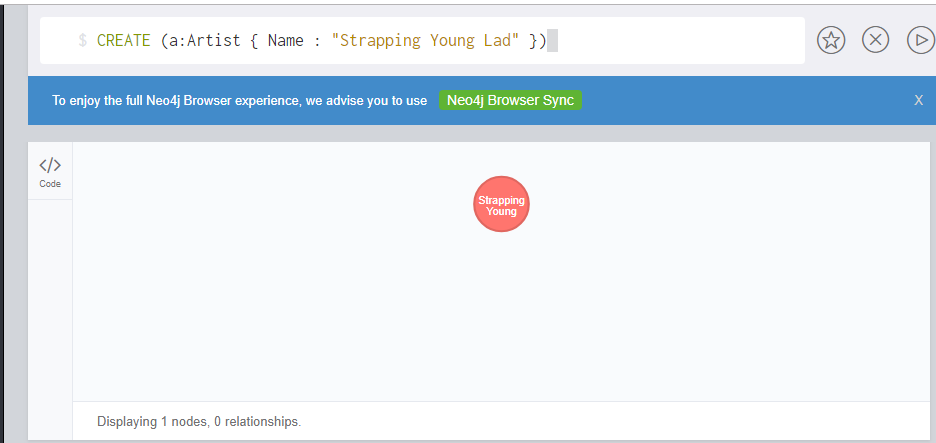 $ CREATE (a:Artist { Name : "Strapping Young Lad" })
To enjoy the full Neo4j Browser experience, we advise you to use Neo4j Browser Sync X
</> 
Code
Strapping
Young
Displaying 1 nodes, 0 relationships.